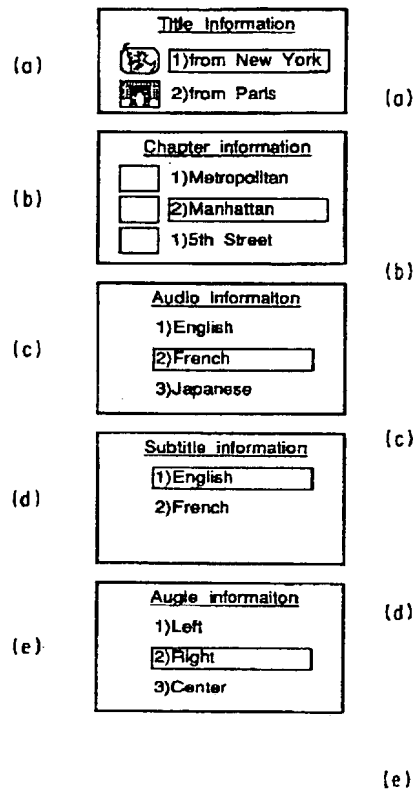 Title Information
(a)
1)from New York
2)from Paris
(a)
Chapter information
1)Metropolitan
(b)
2)Manhattan
1)5th Street
(b)
Audio Informaiton
1)English
(c)
2)French
3)Japanese
(c)
Subtitle information
1)English
(d)
2)French
Augle informaiton
(d)
1)Left
(e)
2)Right
3)Center
(e)